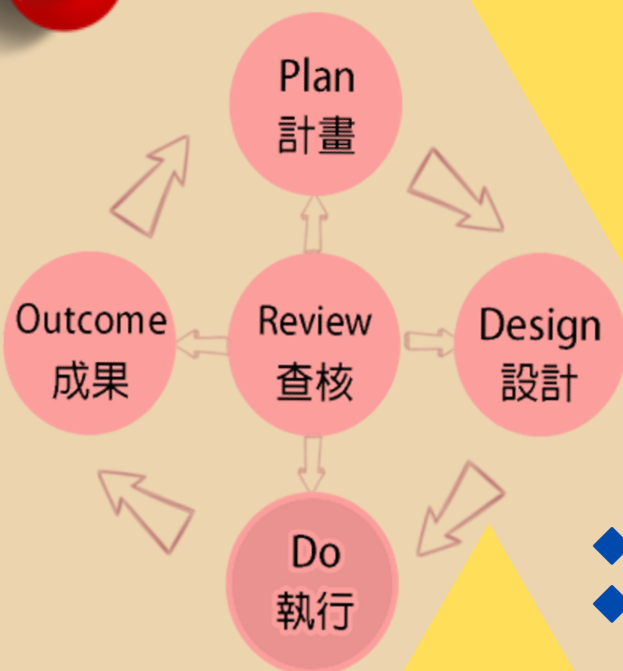 Plan
計畫
Outcome
成果
Review
查核
Design
設計
Do
執行